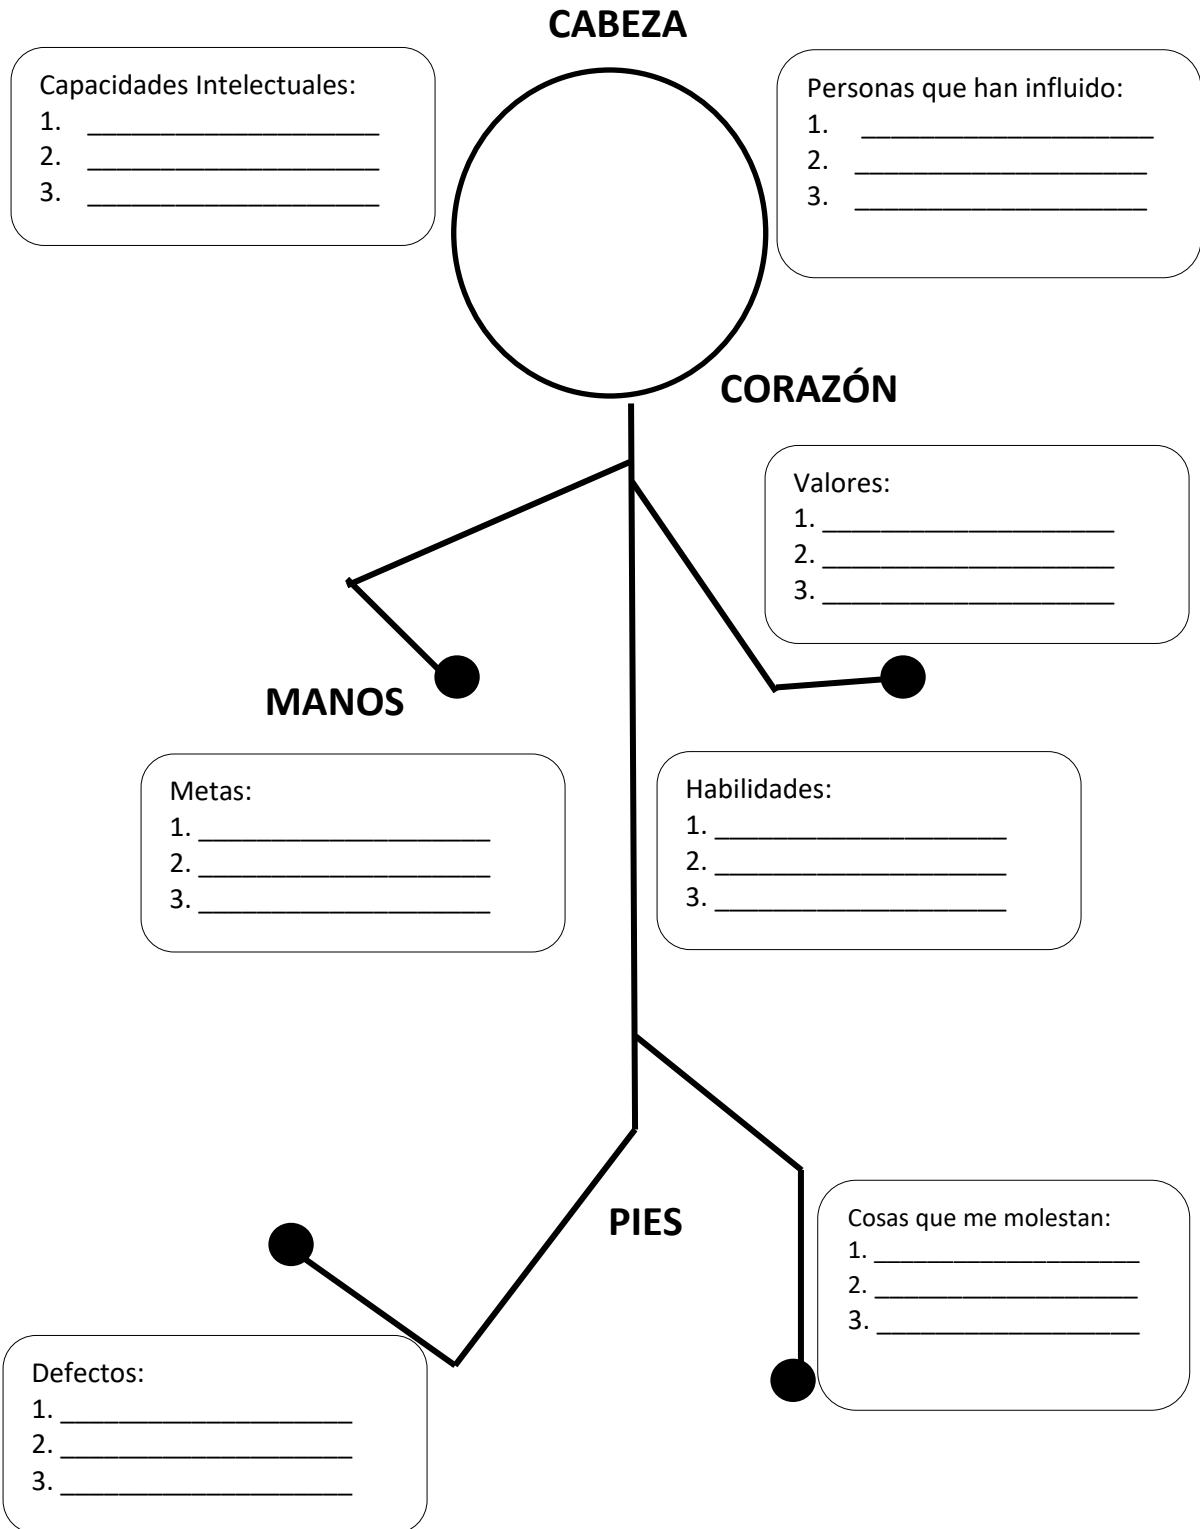 CABEZA
Capacidades Intelectuales:
1. ____________________
2. ____________________
3. ____________________
Personas que han influido:
1. ____________________
2. ____________________
3. ____________________
CORAZÓN
Valores:
1. ____________________
2. ____________________
3. ____________________
MANOS
Metas:
1. ____________________
2. ____________________
3. ____________________
Habilidades:
1. ____________________
2. ____________________
3. ____________________
PIES
Cosas que me molestan:
1. ____________________
2. ____________________
3. ____________________
Defectos:
1. ____________________
2. ____________________
3. ____________________